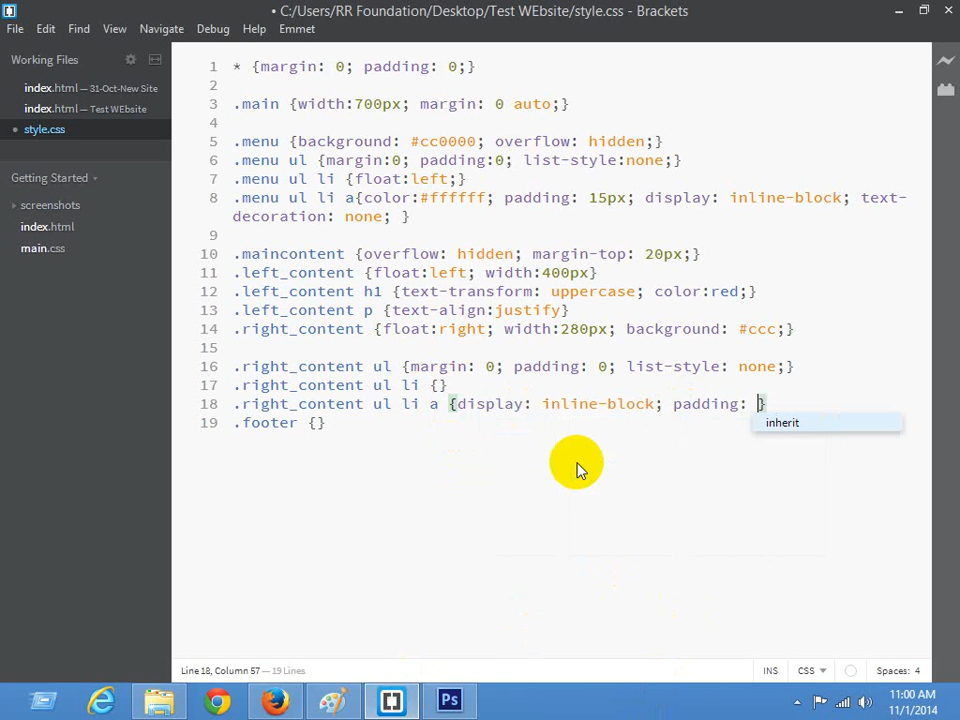 • C:/Users/RR Foundation/Desktop/Test WEbsite/style.css - Brackets
File Edit Find View Navigate Debug Help Emmet
Working Files
index.html — 31-Oct-New Site
index.html — Test WEbsite
style.css
Getting Started
screenshots
index.html
main.css
1 * {margin: 0; padding: 0;}
2
3 .main {width:700px; margin: 0 auto;}
4
5 .menu {background: #cc0000; overflow: hidden;}
6 .menu ul {margin:0; padding:0; list-style:none;}
7 .menu ul li {float:left;}
8 .menu ul li a{color:#ffffff; padding: 15px; display: inline-block; text-
decoration: none; }
9
10 .maincontent {overflow: hidden; margin-top: 20px;}
11 .left_content {float:left; width:400px}
12 .left_content h1 {text-transform: uppercase; color:red;}
13 .left_content p {text-align:justify}
14 .right_content {float:right; width:280px; background: #ccc;}
15
16 .right_content ul {margin: 0; padding: 0; list-style: none;}
17 .right_content ul li {}
18 .right_content ul li a {display: inline-block; padding: }
19 .footer {}
inherit
Line 18, Column 57 — 19 Lines
INS CSS Spaces: 4
Ps
11:00 AM
11/1/2014